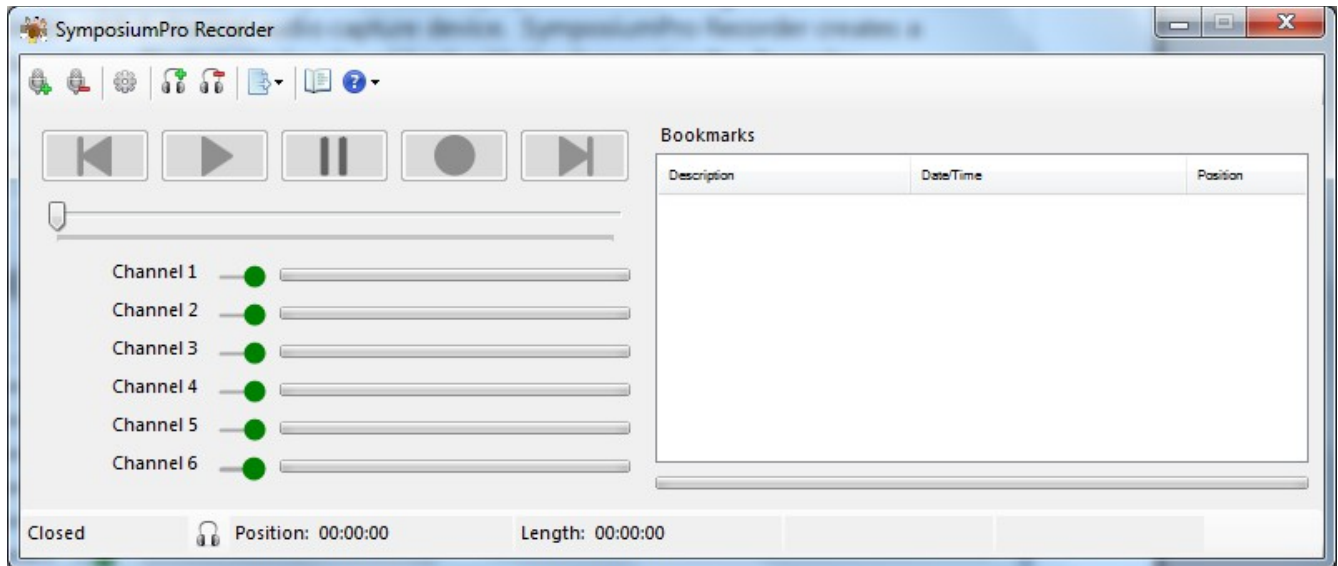 SymposiumPro Recorder
Bookmarks
Description Date/Time Position
Channel 1
Channel 2
Channel 3
Channel 4
Channel 5
Channel 6
Closed Position: 00:00:00 Length: 00:00:00